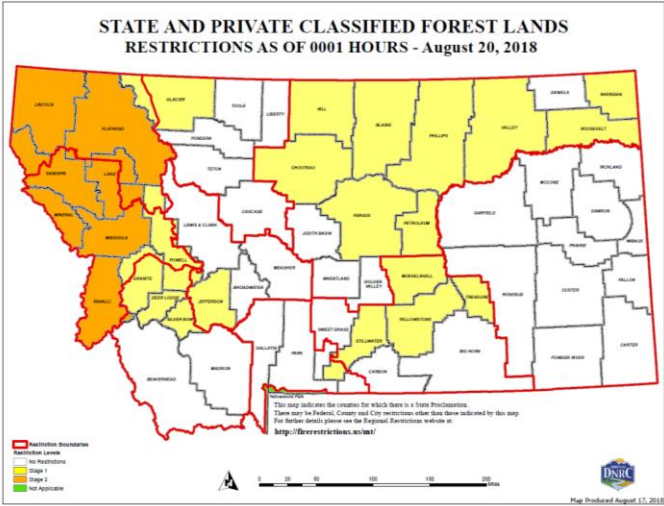 STATE AND PRIVATE CLASSIFIED FOREST LANDS
RESTRICTIONS AS OF 0001 HOURS - August 20, 2018
LINCOLN
FLATHEAD
GLACIER
TOOLE
LIBERTY
HILL
BLAINE
PHILLIPS
VALLEY
DANIELS
SHERIDAN
ROOSEVELT
PONDERA
TETON
CHOUTEAU
SANDERS
LAKE
MINERAL
MISSOULA
LEWIS & CLARK
CASCADE
JUDITH BASIN
FERGUS
PETROLEUM
GARFIELD
MCCONE
RICHLAND
DAWSON
PRAIRIE
WIBAUX
POWELL
GRANITE
DEER LODGE
SILVER BOW
JEFFERSON
BROADWATER
MEAGHER
WHEATLAND
GOLDEN VALLEY
MUSSELSHELL
TREASURE
ROSEBUD
CUSTER
FALLON
RAVALLI
BEAVERHEAD
MADISON
GALLATIN
PARK
SWEET GRASS
STILLWATER
YELLOWSTONE
CARBON
BIG HORN
POWDER RIVER
CARTER
Yellowstone Park
This map indicates the counties for which there is a State Proclamation.
There may be Federal, County and City restrictions other than those indicated by this map.
For further details please see the Regional Restrictions website at:
http://firerestrictions.us/mt/
Restriction Boundaries
Restriction Levels
No Restrictions
Stage 1
Stage 2
Not Applicable
0 25 50 100 150 200
Miles
DNRC
Map Produced August 17, 2018